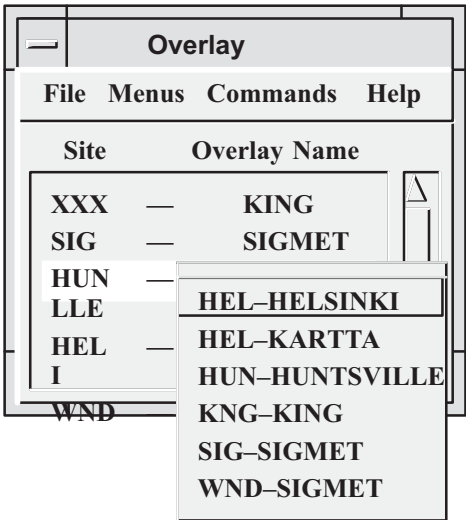 Overlay
File Menus Commands Help
Site Overlay Name
XXX — KING
SIG — SIGMET
HUN —
LLE
HEL —
I
WND —
HEL–HELSINKI
HEL–KARTTA
HUN–HUNTSVILLE
KNG–KING
SIG–SIGMET
WND–SIGMET